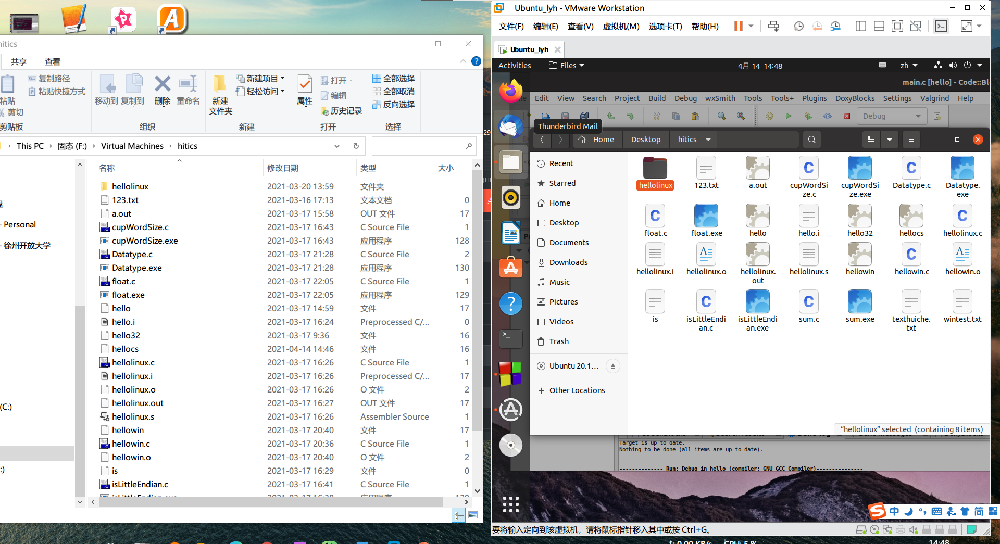 hitics
共享 查看
粘贴
复制路径
粘贴快捷方式
剪切
剪贴板
移动到 复制到 删除 重命名
组织
新建
文件夹
新建项目
轻松访问
新建
属性
打开
编辑
历史记录
打开
全部选择
全部取消
反向选择
选择
This PC › 固态 (F:) › Virtual Machines › hitics
名称 修改日期 类型 大小
hellolinux 2021-03-20 13:59 文件夹
123.txt 2021-03-16 17:13 文本文档 0
a.out 2021-03-17 15:58 OUT 文件 17
cupWordSize.c 2021-03-17 16:43 C Source File 1
cupWordSize.exe 2021-03-17 16:43 应用程序 128
Datatype.c 2021-03-17 21:28 C Source File 2
Datatype.exe 2021-03-17 21:28 应用程序 130
float.c 2021-03-17 22:05 C Source File 1
float.exe 2021-03-17 22:05 应用程序 129
hello 2021-03-17 14:59 文件 17
hello.i 2021-03-17 16:24 Preprocessed C/... 0
hello32 2021-03-17 9:36 文件 16
hellocs 2021-04-14 14:46 文件 16
hellolinux.c 2021-03-17 16:26 C Source File 1
hellolinux.i 2021-03-17 16:26 Preprocessed C/... 17
hellolinux.o 2021-03-17 16:26 O 文件 2
hellolinux.out 2021-03-17 16:27 OUT 文件 17
hellolinux.s 2021-03-17 16:26 Assembler Source 1
hellowin 2021-03-17 20:40 文件 17
hellowin.c 2021-03-17 20:36 C Source File 1
hellowin.o 2021-03-17 20:40 O 文件 2
is 2021-03-17 16:29 文件 0
isLittleEndian.c 2021-03-17 16:41 C Source File 1
盘
- Personal
- 徐州开放大学
(C:)
:)
29
[HH
点
Ubuntu_lyh - VMware Workstation
文件(F) 编辑(E) 查看(V) 虚拟机(M) 选项卡(T) 帮助(H)
Ubuntu_lyh
Activities Files 4月 14 14:48 zh
main.c [hello] - Code::Blo
Edit View Search Project Build Debug wxSmith Tools Tools+ Plugins DoxyBlocks Settings Valgrind Help
Debug
Thunderbird Mail
Home Desktop hitics
Recent
Starred
Home
Desktop
Documents
Downloads
Music
Pictures
Videos
Trash
Ubuntu 20.1…
Other Locations
hellolinux 123.txt a.out cupWordSi Datatype.c cupWordSi Datatype.
ze.c ze.exe exe
float.c float.exe hello hello.i hello32 hellocs hellolinux.c
hellolinux.i hellolinux.o hellolinux. hellolinux.s hellowin hellowin.c hellowin.o
out
is isLittleEndi isLittleEndi sum.c sum.exe texthuiche. wintest.txt
an.c an.exe txt
“hellolinux” selected (containing 8 items)
Target is up to date.
Nothing to be done (all items are up-to-date).
-------------- Run: Debug in hello (compiler: GNU GCC Compiler)---------------
中 简
要将输入定向到该虚拟机，请将鼠标指针移入其中或按 Ctrl+G。
↑: 0.00 KB/s CPU: 5 % 14:48